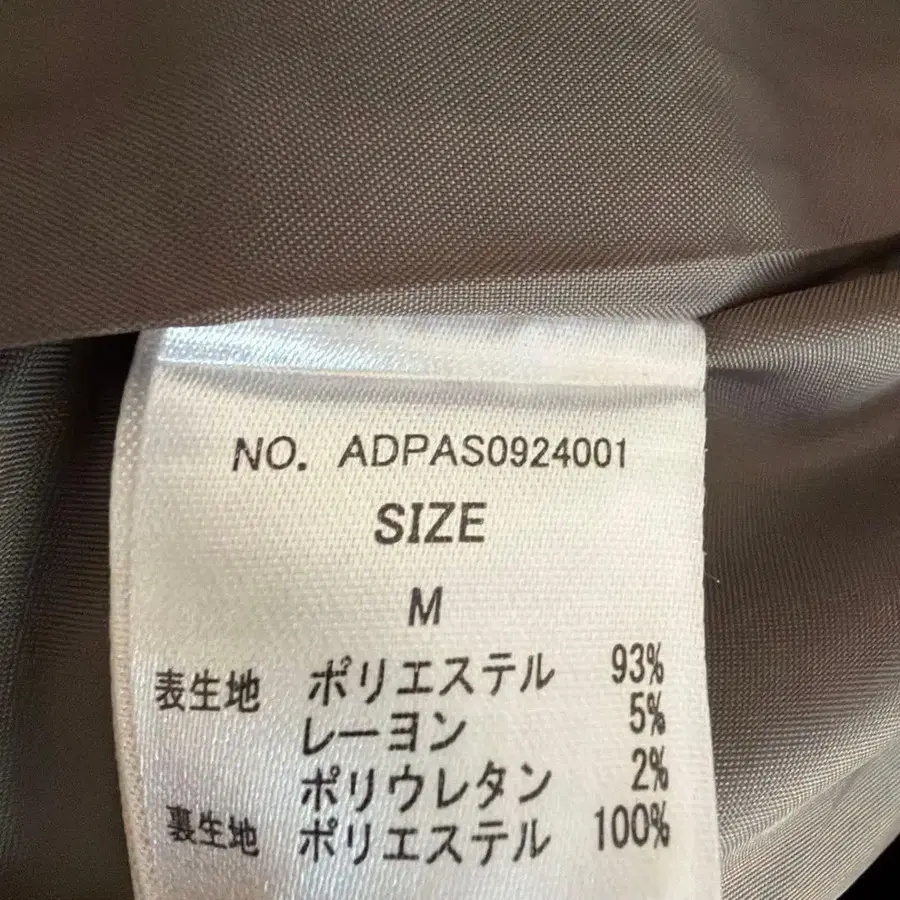 NO. ADPAS0924001
SIZE
M
表生地 ポリエステル 93%
レーヨン 5%
ポリウレタン 2%
裏生地 ポリエステル 100%